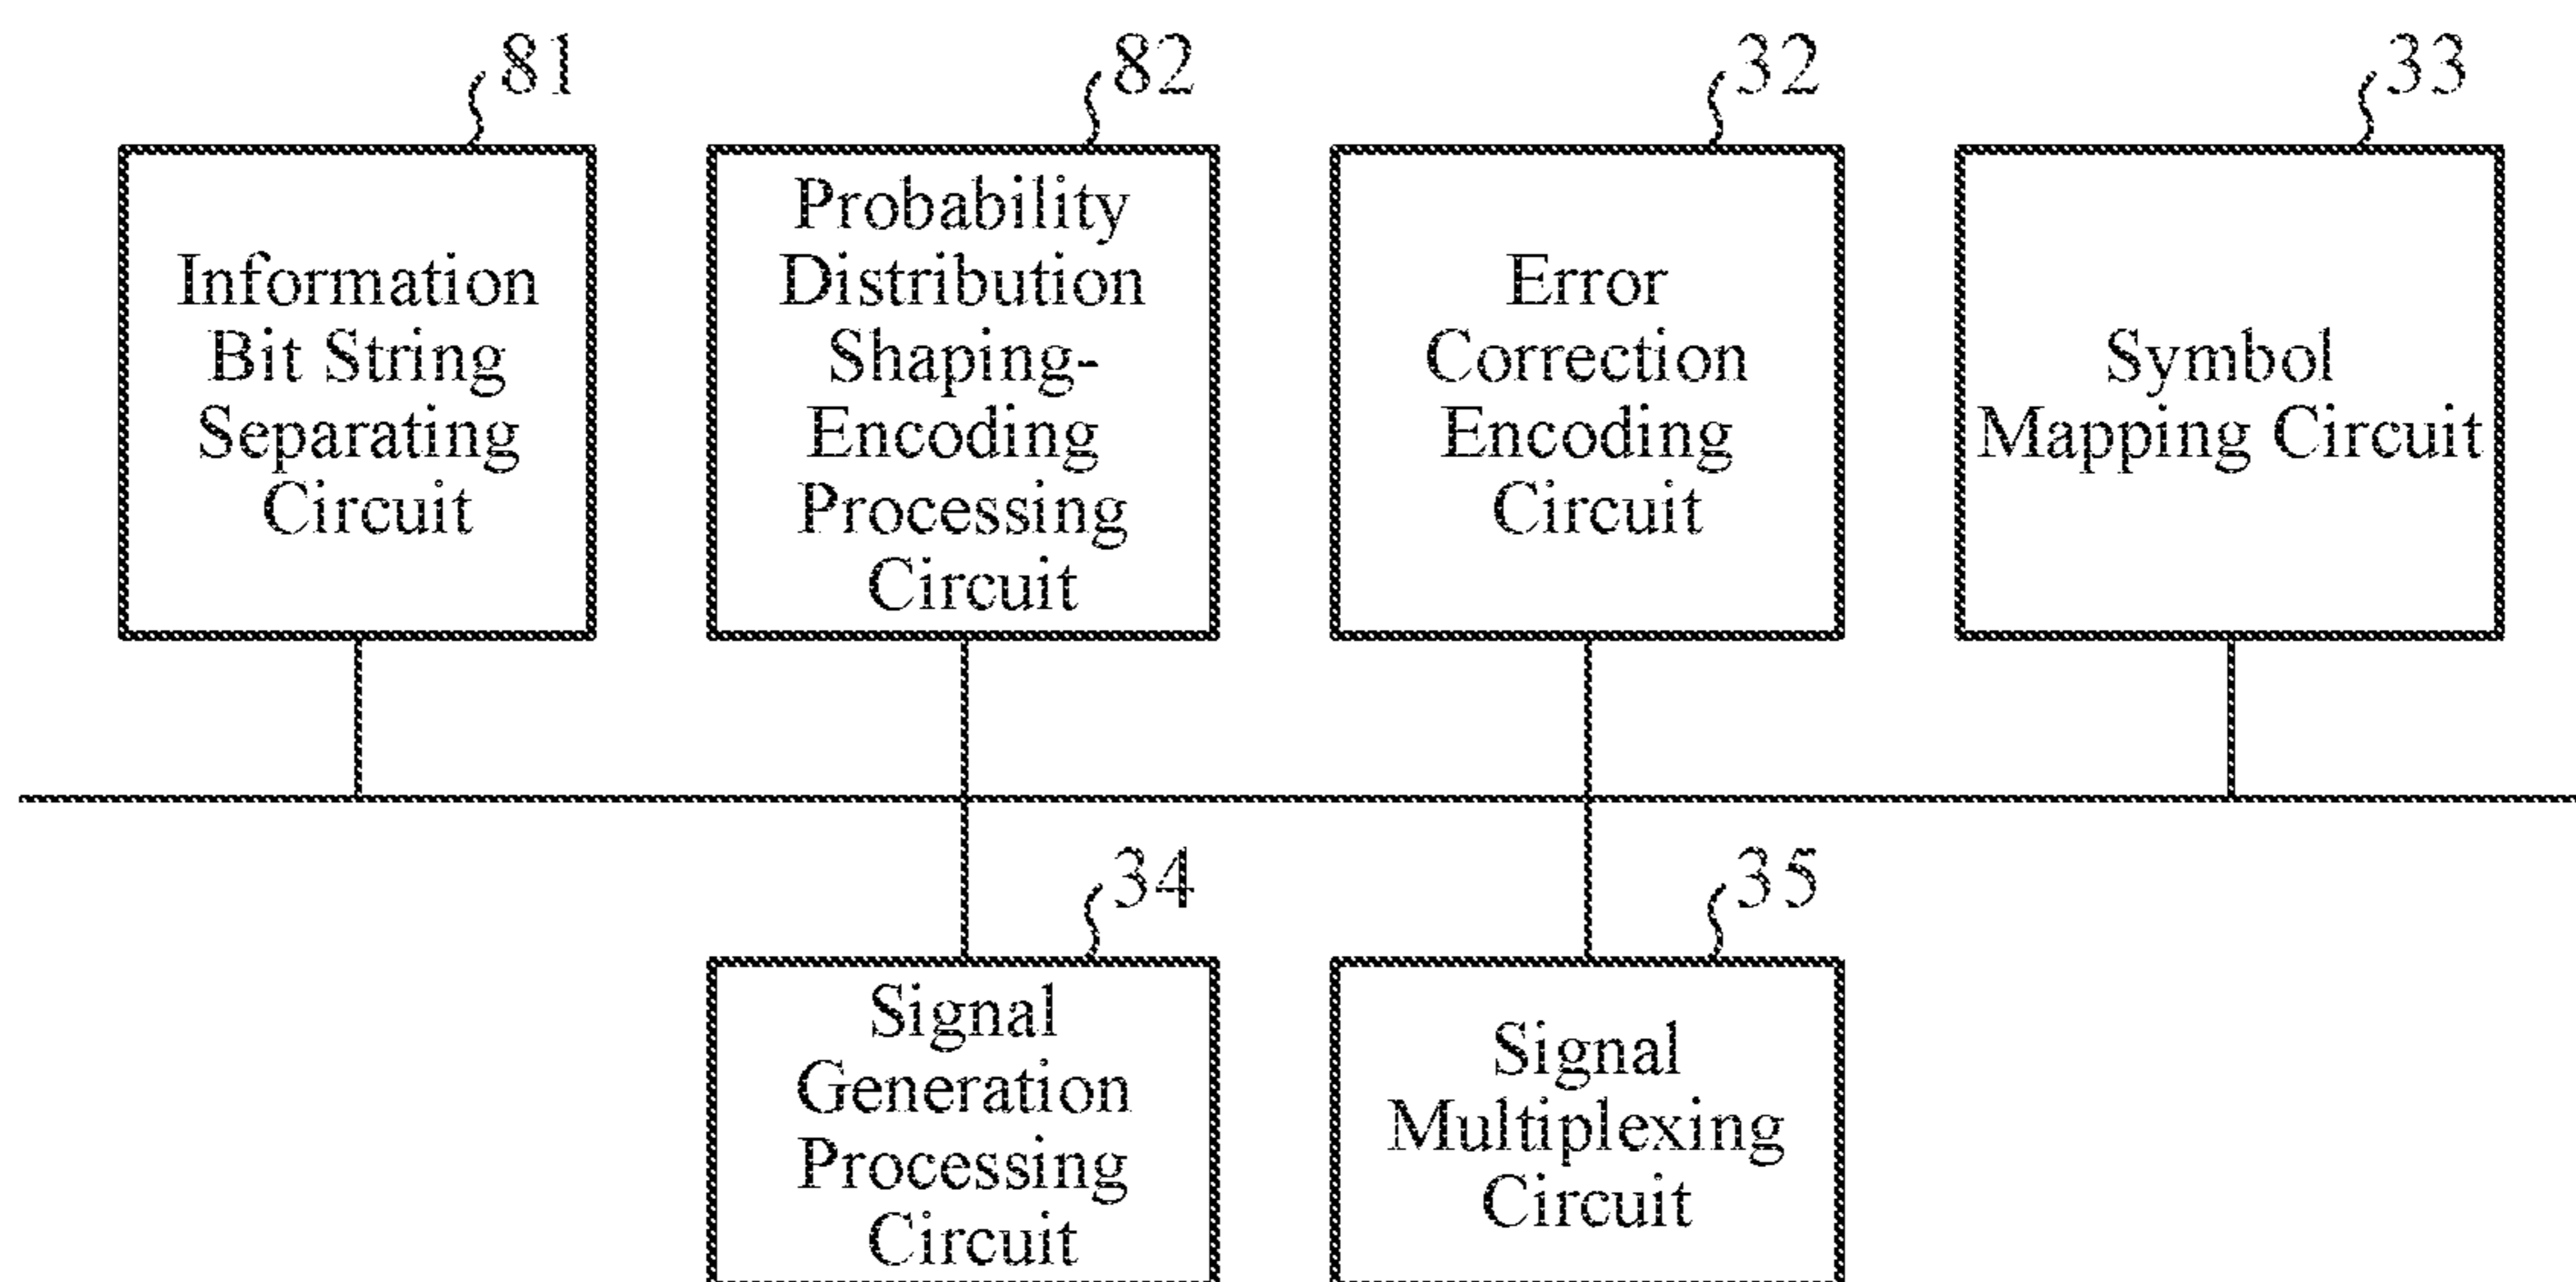 81
Information
Bit String
Separating
Circuit
82
Probability
Distribution
Shaping-
Encoding
Processing
Circuit
32
Error
Correction
Encoding
Circuit
33
Symbol
Mapping Circuit
34
Signal
Generation
Processing
Circuit
35
Signal
Multiplexing
Circuit